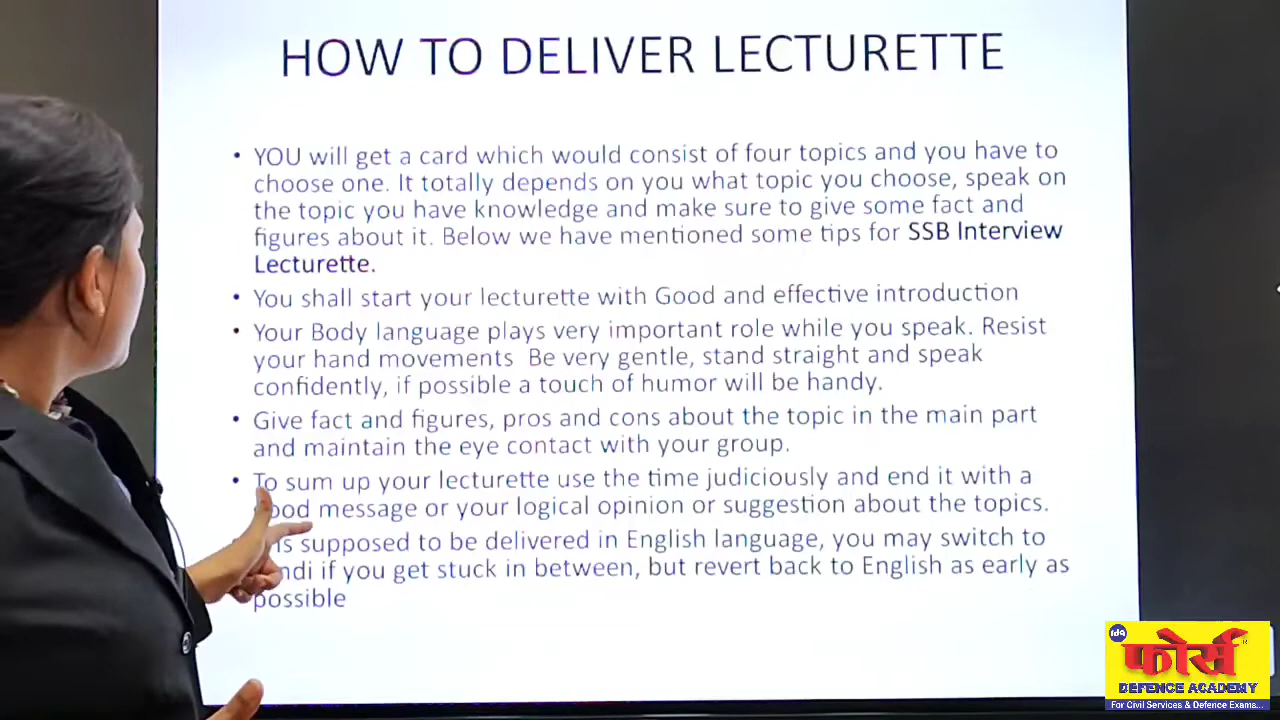 HOW TO DELIVER LECTURETTE
• YOU will get a card which would consist of four topics and you have to
choose one. It totally depends on you what topic you choose, speak on
the topic you have knowledge and make sure to give some fact and
figures about it. Below we have mentioned some tips for SSB Interview
Lecturette.
• You shall start your lecturette with Good and effective introduction
• Your Body language plays very important role while you speak. Resist
your hand movements Be very gentle, stand straight and speak
confidently, if possible a touch of humor will be handy.
• Give fact and figures, pros and cons about the topic in the main part
and maintain the eye contact with your group.
• To sum up your lecturette use the time judiciously and end it with a
message or your logical opinion or suggestion about the topics.
supposed to be delivered in English language, you may switch to
if you get stuck in between, but revert back to English as early as
possible
fda
फोर्स
DEFENCE ACADEMY
For Civil Services & Defence Exams...